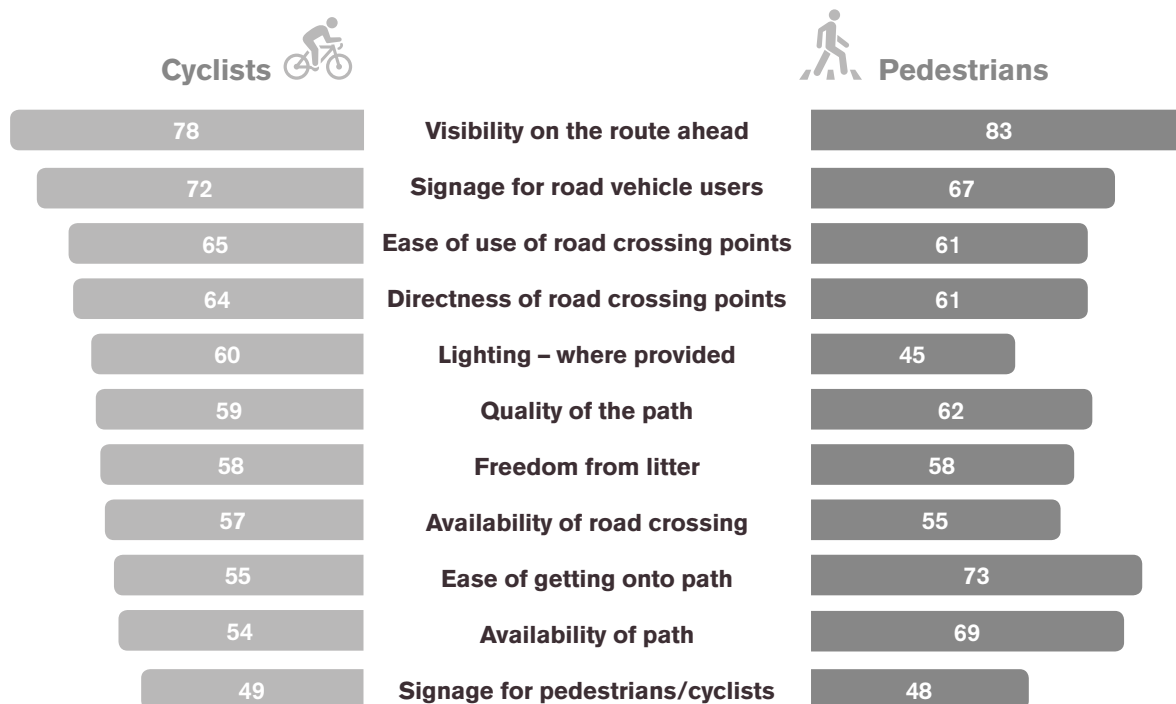 Cyclists Pedestrians
78 Visibility on the route ahead 83
72 Signage for road vehicle users 67
65 Ease of use of road crossing points 61
64 Directness of road crossing points 61
60 Lighting – where provided 45
59 Quality of the path 62
58 Freedom from litter 58
57 Availability of road crossing 55
55 Ease of getting onto path 73
54 Availability of path 69
49 Signage for pedestrians/cyclists 48